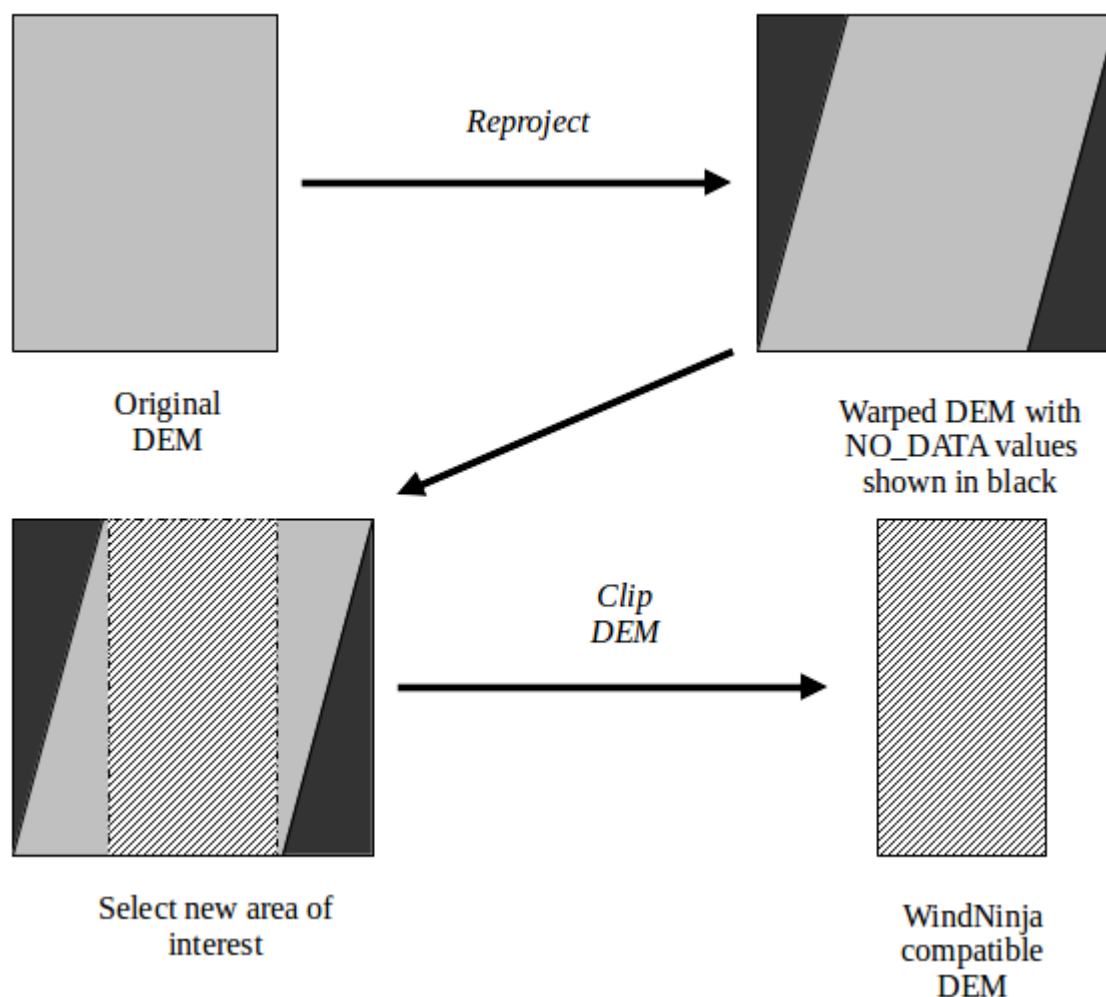 Reproject
Original
DEM
Warped DEM with
NO_DATA values
shown in black
Clip
DEM
Select new area of
interest
WindNinja
compatible
DEM